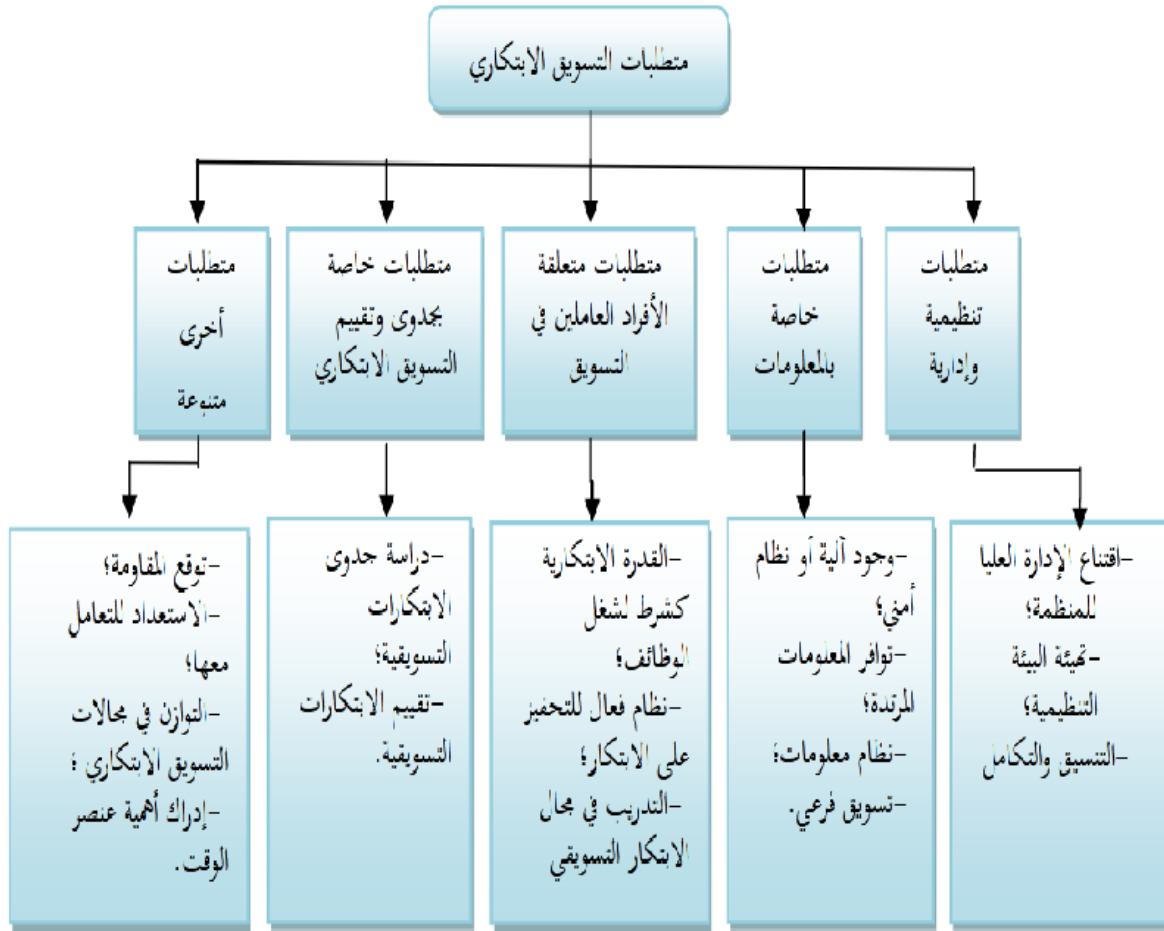 متطلبات التسويق الابتكاري
متطلبات
تنظيمية
وإدارية
متطلبات
خاصة
بالمعلومات
متطلبات متعلقة
الأفراد العاملين في
التسويق
متطلبات خاصة
بجدوى وتقييم
التسويق الابتكاري
متطلبات
أخرى
متنوعة
-اقتناع الإدارة العليا
للمنظمة؛
-تهيئة البيئة
التنظيمية؛
-التنسيق والتكامل
-وجود آلية أو نظام
أمني؛
-توافر المعلومات
المرتدة؛
-نظام معلومات؛
-تسويق فرعي.
-القدرة الابتكارية
كشرط لشغل
الوظائف؛
-نظام فعال للتحفيز
على الابتكار؛
-التدريب في مجال
الابتكار التسويقي
-دراسة جدوى
الابتكارات
التسويقية؛
-تقييم الابتكارات
التسويقية.
-توقع المقاومة؛
-الاستعداد للتعامل
معها؛
-التوازن في مجالات
التسويق الابتكاري ؛
-إدراك أهمية عنصر
الوقت.